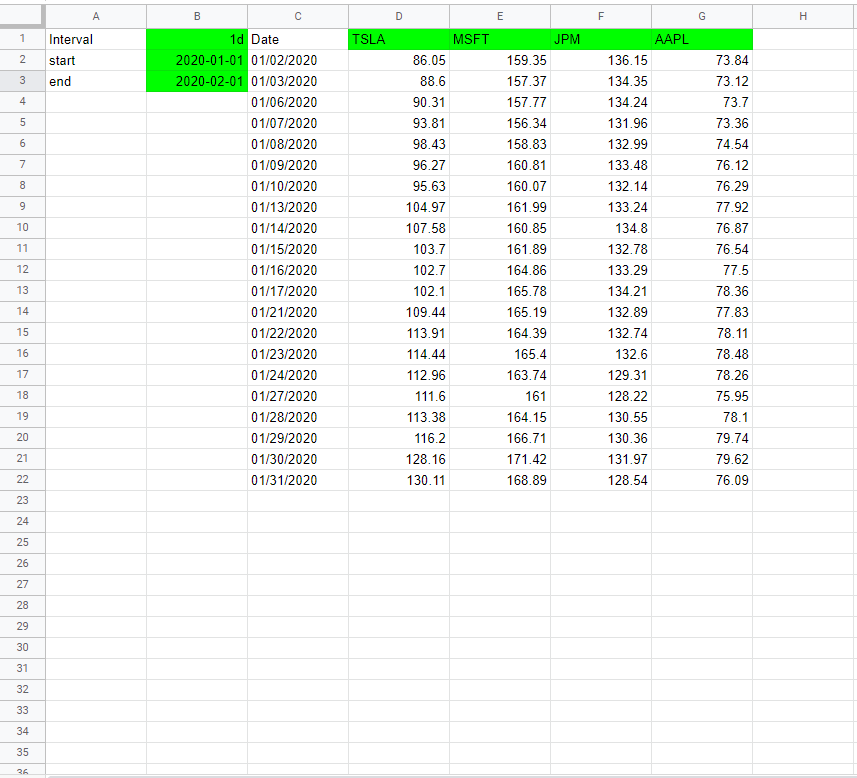 A B C D E F G H
1 Interval 1d Date TSLA MSFT JPM AAPL
2 start 2020-01-01 01/02/2020 86.05 159.35 136.15 73.84
3 end 2020-02-01 01/03/2020 88.6 157.37 134.35 73.12
4 01/06/2020 90.31 157.77 134.24 73.7
5 01/07/2020 93.81 156.34 131.96 73.36
6 01/08/2020 98.43 158.83 132.99 74.54
7 01/09/2020 96.27 160.81 133.48 76.12
8 01/10/2020 95.63 160.07 132.14 76.29
9 01/13/2020 104.97 161.99 133.24 77.92
10 01/14/2020 107.58 160.85 134.8 76.87
11 01/15/2020 103.7 161.89 132.78 76.54
12 01/16/2020 102.7 164.86 133.29 77.5
13 01/17/2020 102.1 165.78 134.21 78.36
14 01/21/2020 109.44 165.19 132.89 77.83
15 01/22/2020 113.91 164.39 132.74 78.11
16 01/23/2020 114.44 165.4 132.6 78.48
17 01/24/2020 112.96 163.74 129.31 78.26
18 01/27/2020 111.6 161 128.22 75.95
19 01/28/2020 113.38 164.15 130.55 78.1
20 01/29/2020 116.2 166.71 130.36 79.74
21 01/30/2020 128.16 171.42 131.97 79.62
22 01/31/2020 130.11 168.89 128.54 76.09
23
24
25
26
27
28
29
30
31
32
33
34
35
36